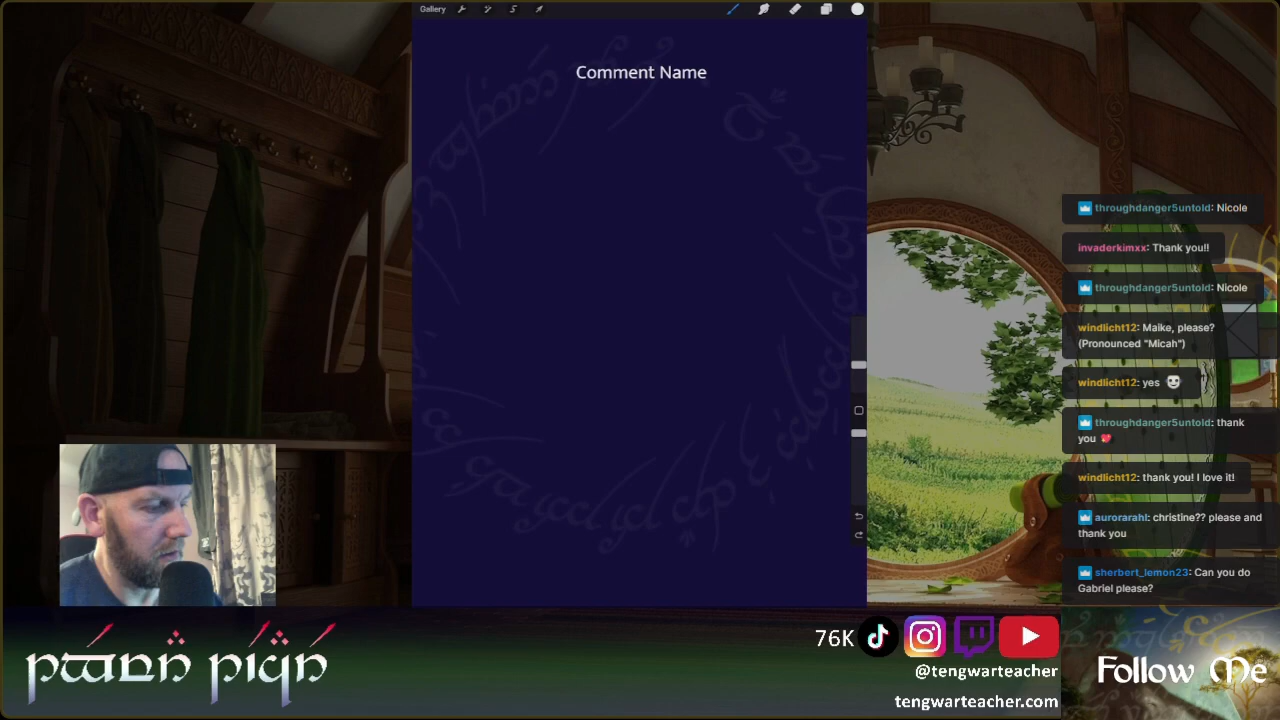 Gallery
Comment Name
throughdanger5untold: Nicole
invaderkimxx: Thank you!!
throughdanger5untold: Nicole
windlicht12: Maike, please?
(Pronounced "Micah")
windlicht12: yes
throughdanger5untold: thank
you
windlicht12: thank you! I love it!
aurorarahl: christine?? please and
thank you
sherbert_lemon23: Can you do
Gabriel please?
76K
@tengwarteacher
tengwarteacher.com
Follow Me